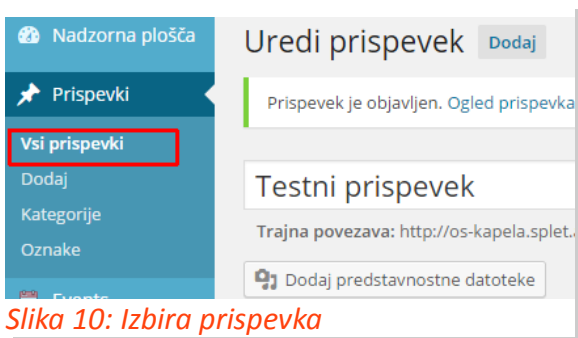 Nadzorna plošča
Prispevki
Vsi prispevki
Dodaj
Kategorije
Oznake
Events
Uredi prispevek Dodaj
Prispevek je objavljen. Ogled prispevka
Testni prispevek
Trajna povezava: http://os-kapela.splet.
Dodaj predstavnostne datoteke
Slika 10: Izbira prispevka